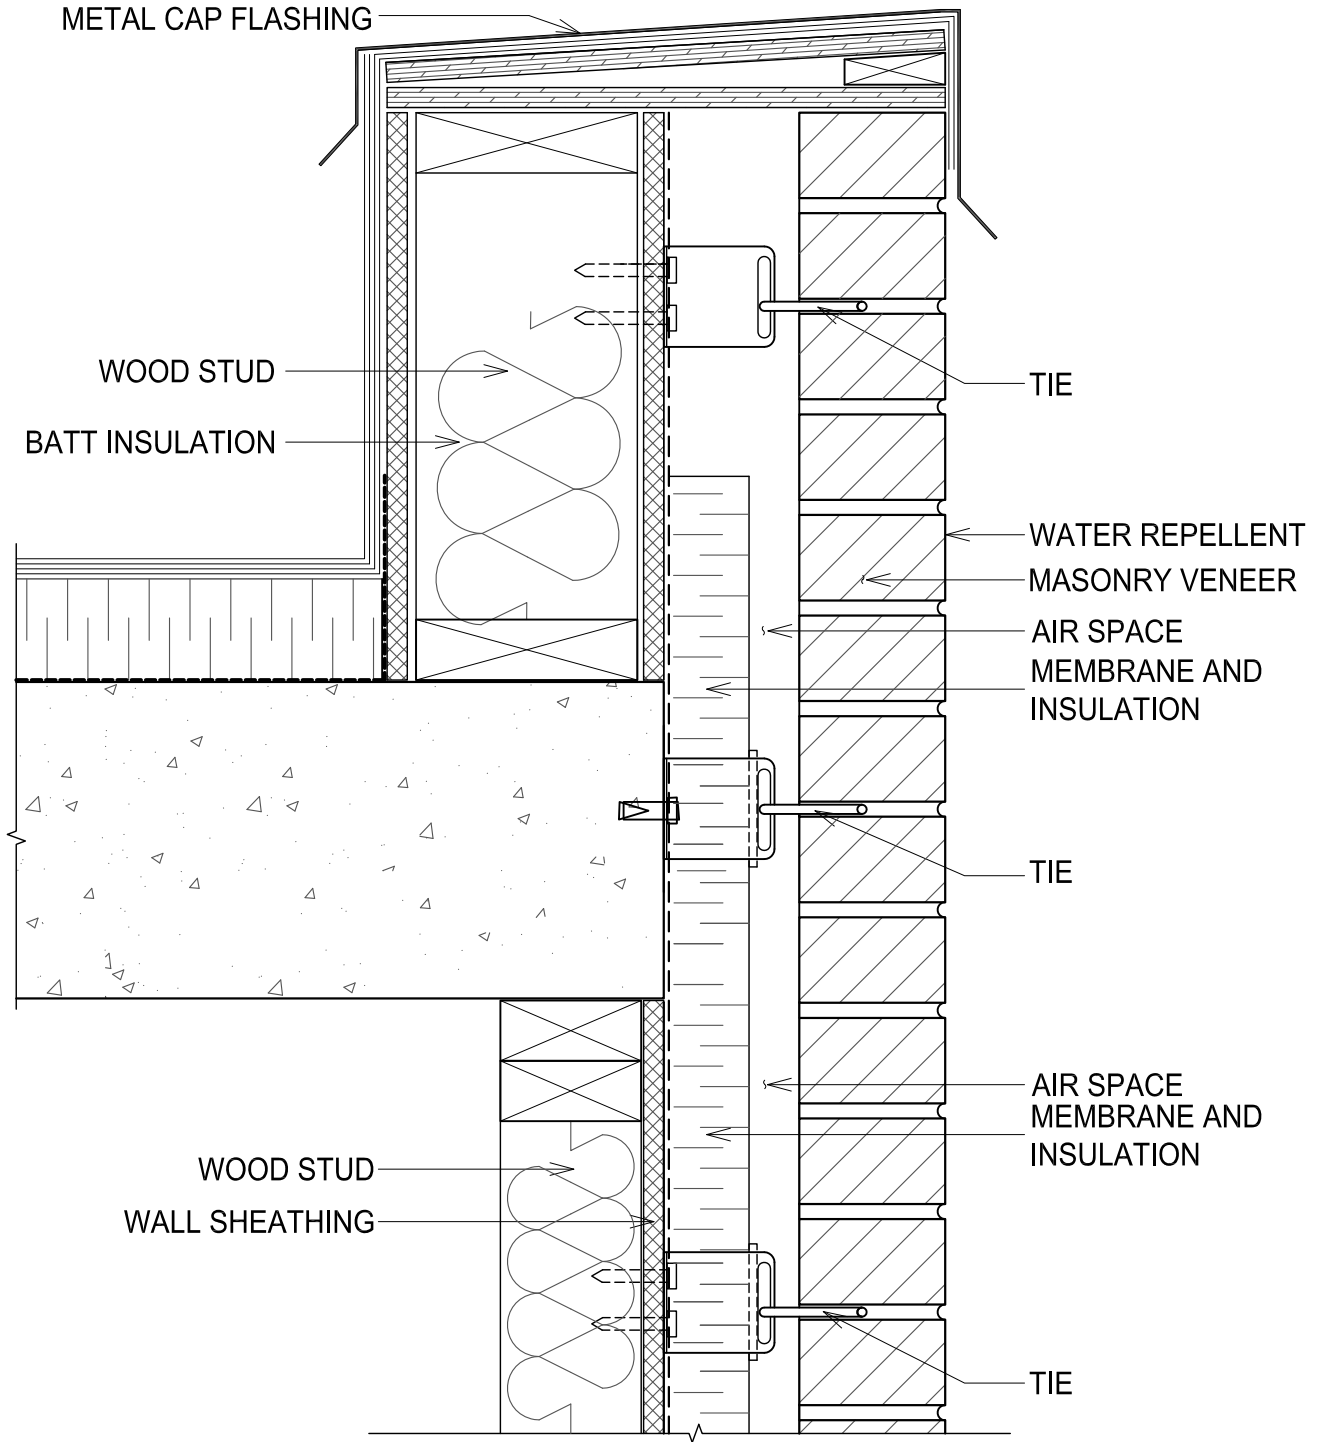 METAL CAP FLASHING
WOOD STUD
TIE
BATT INSULATION
WATER REPELLENT
MASONRY VENEER
AIR SPACE
MEMBRANE AND
INSULATION
TIE
AIR SPACE
MEMBRANE AND
INSULATION
WOOD STUD
WALL SHEATHING
TIE